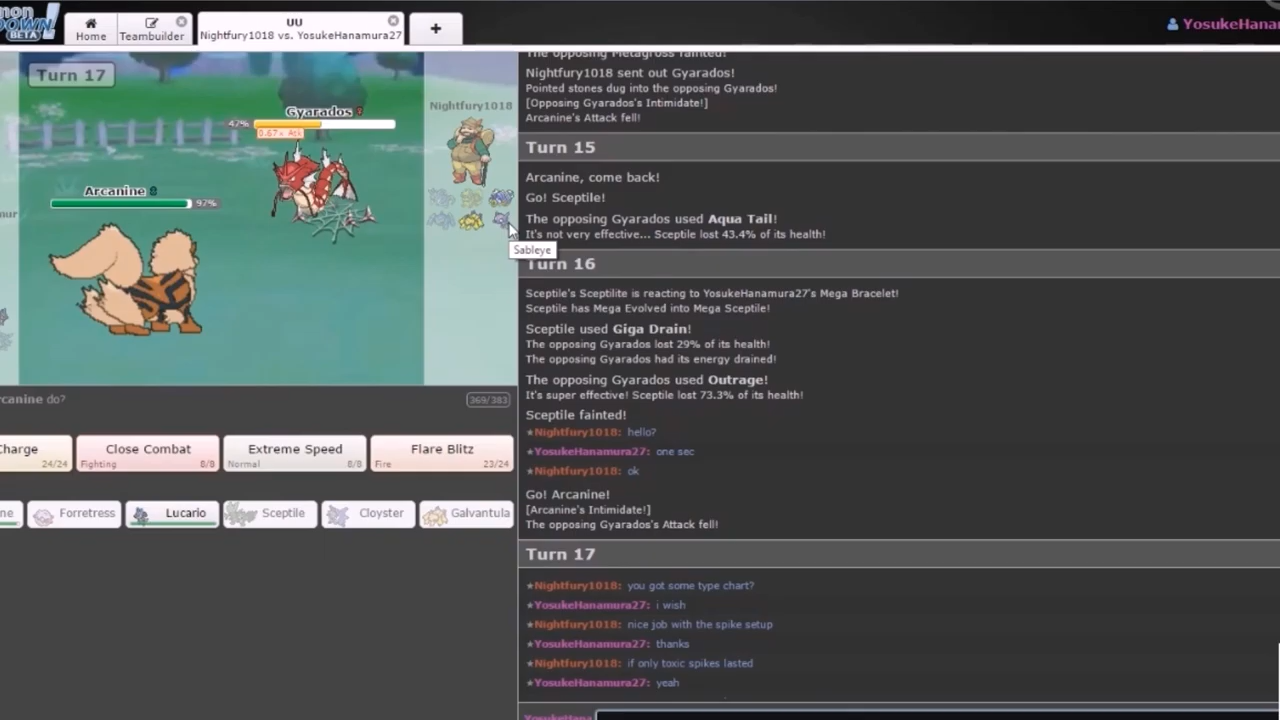 mon
DOWN!
BETA
Home
Teambuilder
UU
Nightfury1018 vs. YosukeHanamura27
+
YosukeHanam
Turn 17
Gyarados
42%
0.67× Atk
Arcanine
97%
Nightfury1018
mur
Sableye
The opposing Metagross fainted!
Nightfury1018 sent out Gyarados!
Pointed stones dug into the opposing Gyarados!
[Opposing Gyarados's Intimidate!]
Arcanine's Attack fell!
Turn 15
Arcanine, come back!
Go! Sceptile!
The opposing Gyarados used Aqua Tail!
It's not very effective... Sceptile lost 43.4% of its health!
Turn 16
Sceptile's Sceptilite is reacting to YosukeHanamura27's Mega Bracelet!
Sceptile has Mega Evolved into Mega Sceptile!
Sceptile used Giga Drain!
The opposing Gyarados lost 29% of its health!
The opposing Gyarados had its energy drained!
The opposing Gyarados used Outrage!
It's super effective! Sceptile lost 73.3% of its health!
Sceptile fainted!
★Nightfury1018: hello?
★YosukeHanamura27: one sec
★Nightfury1018: ok
Go! Arcanine!
[Arcanine's Intimidate!]
The opposing Gyarados's Attack fell!
Turn 17
★Nightfury1018: you got some type chart?
★YosukeHanamura27: i wish
★Nightfury1018: nice job with the spike setup
★YosukeHanamura27: thanks
★Nightfury1018: if only toxic spikes lasted
★YosukeHanamura27: yeah
YosukeHana
rcanine do?
369/383
Charge
24/24
Close Combat
Fighting 8/8
Extreme Speed
Normal 8/8
Flare Blitz
Fire 23/24
ne
Forretress
Lucario
Sceptile
Cloyster
Galvantula